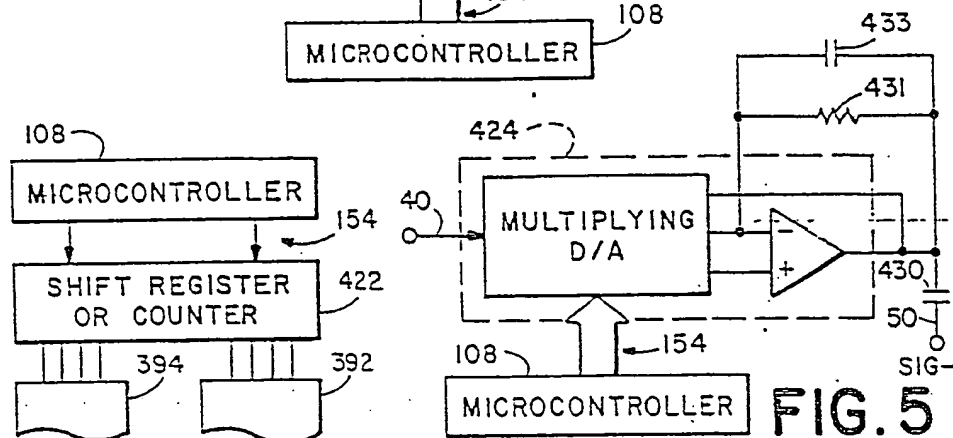 108
MICROCONTROLLER
433
431
108
MICROCONTROLLER
154
SHIFT REGISTER
OR COUNTER
422
394
392
424
40
MULTIPLYING
D/A
-
+
430
50
SIG-
154
108
MICROCONTROLLER
FIG. 5